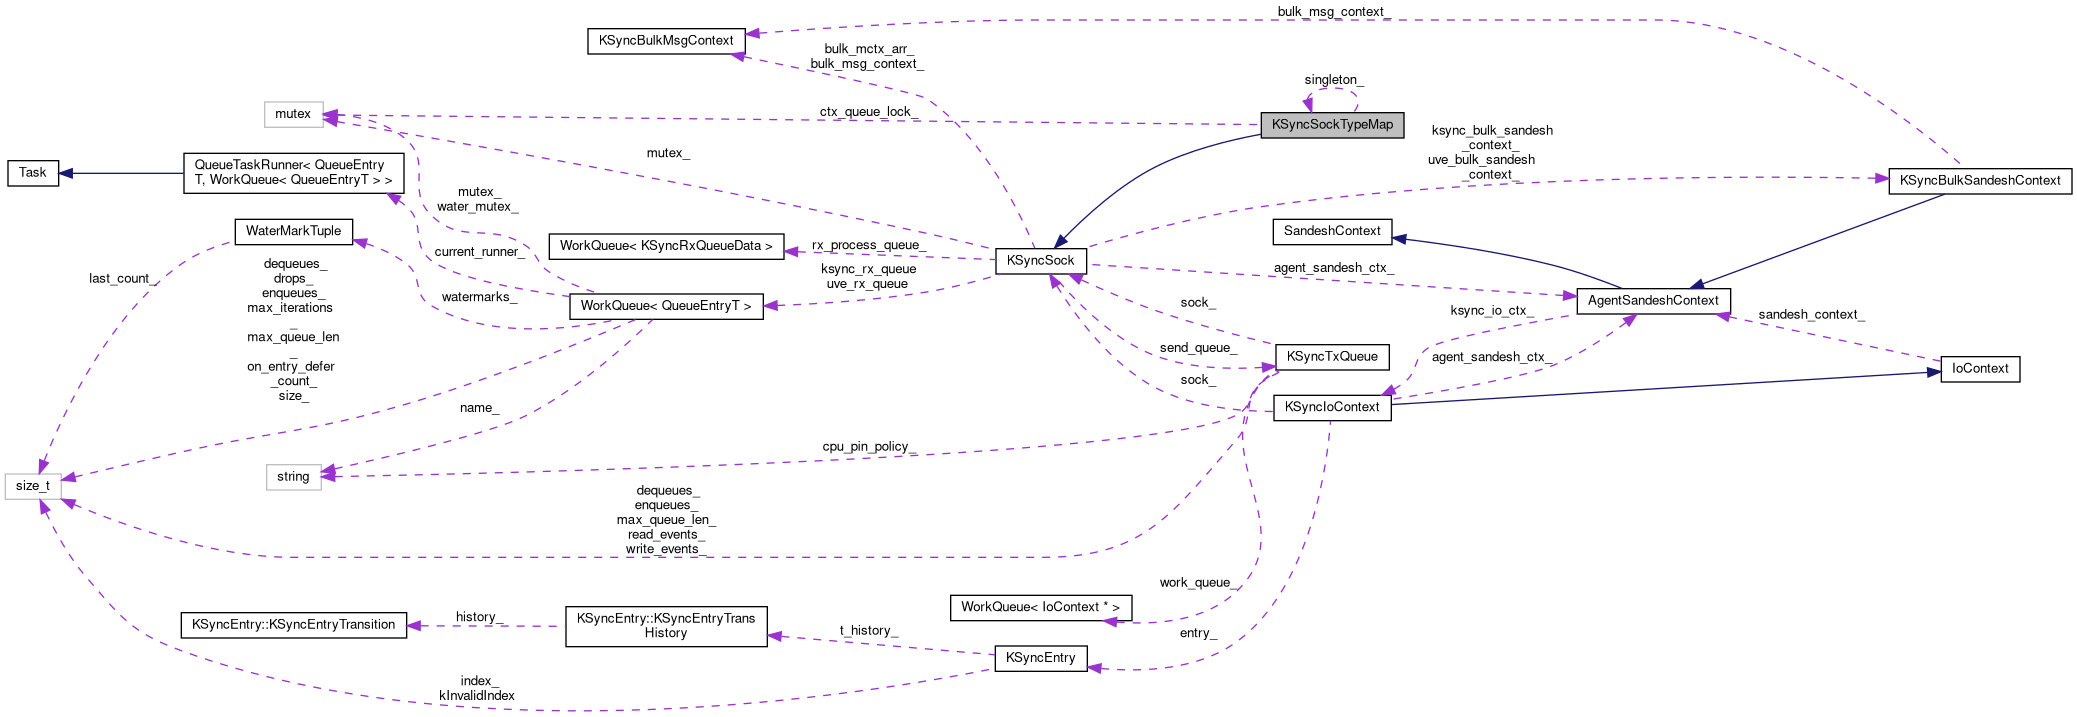 bulk_msg_context_
KSyncBulkMsgContext
bulk_mctx_arr_
bulk_msg_context_
singleton_
mutex
ctx_queue_lock_
KSyncSockTypeMap
ksync_bulk_sandesh
_context_
uve_bulk_sandesh
_context_
mutex_
Task
QueueTaskRunner< QueueEntry
T, WorkQueue< QueueEntryT > >
KSyncBulkSandeshContext
mutex_
water_mutex_
WaterMarkTuple
SandeshContext
WorkQueue< KSyncRxQueueData >
rx_process_queue_
KSyncSock
current_runner_
agent_sandesh_ctx_
ksync_rx_queue
uve_rx_queue
last_count_
dequeues_
drops_
enqueues_
max_iterations
_
max_queue_len
_
on_entry_defer
_count_
size_
watermarks_
WorkQueue< QueueEntryT >
AgentSandeshContext
sock_
ksync_io_ctx_
sandesh_context_
send_queue_
KSyncTxQueue
agent_sandesh_ctx_
IoContext
sock_
KSyncIoContext
name_
cpu_pin_policy_
string
size_t
dequeues_
enqueues_
max_queue_len_
read_events_
write_events_
work_queue_
WorkQueue< IoContext * >
KSyncEntry::KSyncEntryTransition
history_
KSyncEntry::KSyncEntryTrans
History
t_history_
entry_
KSyncEntry
index_
kInvalidIndex